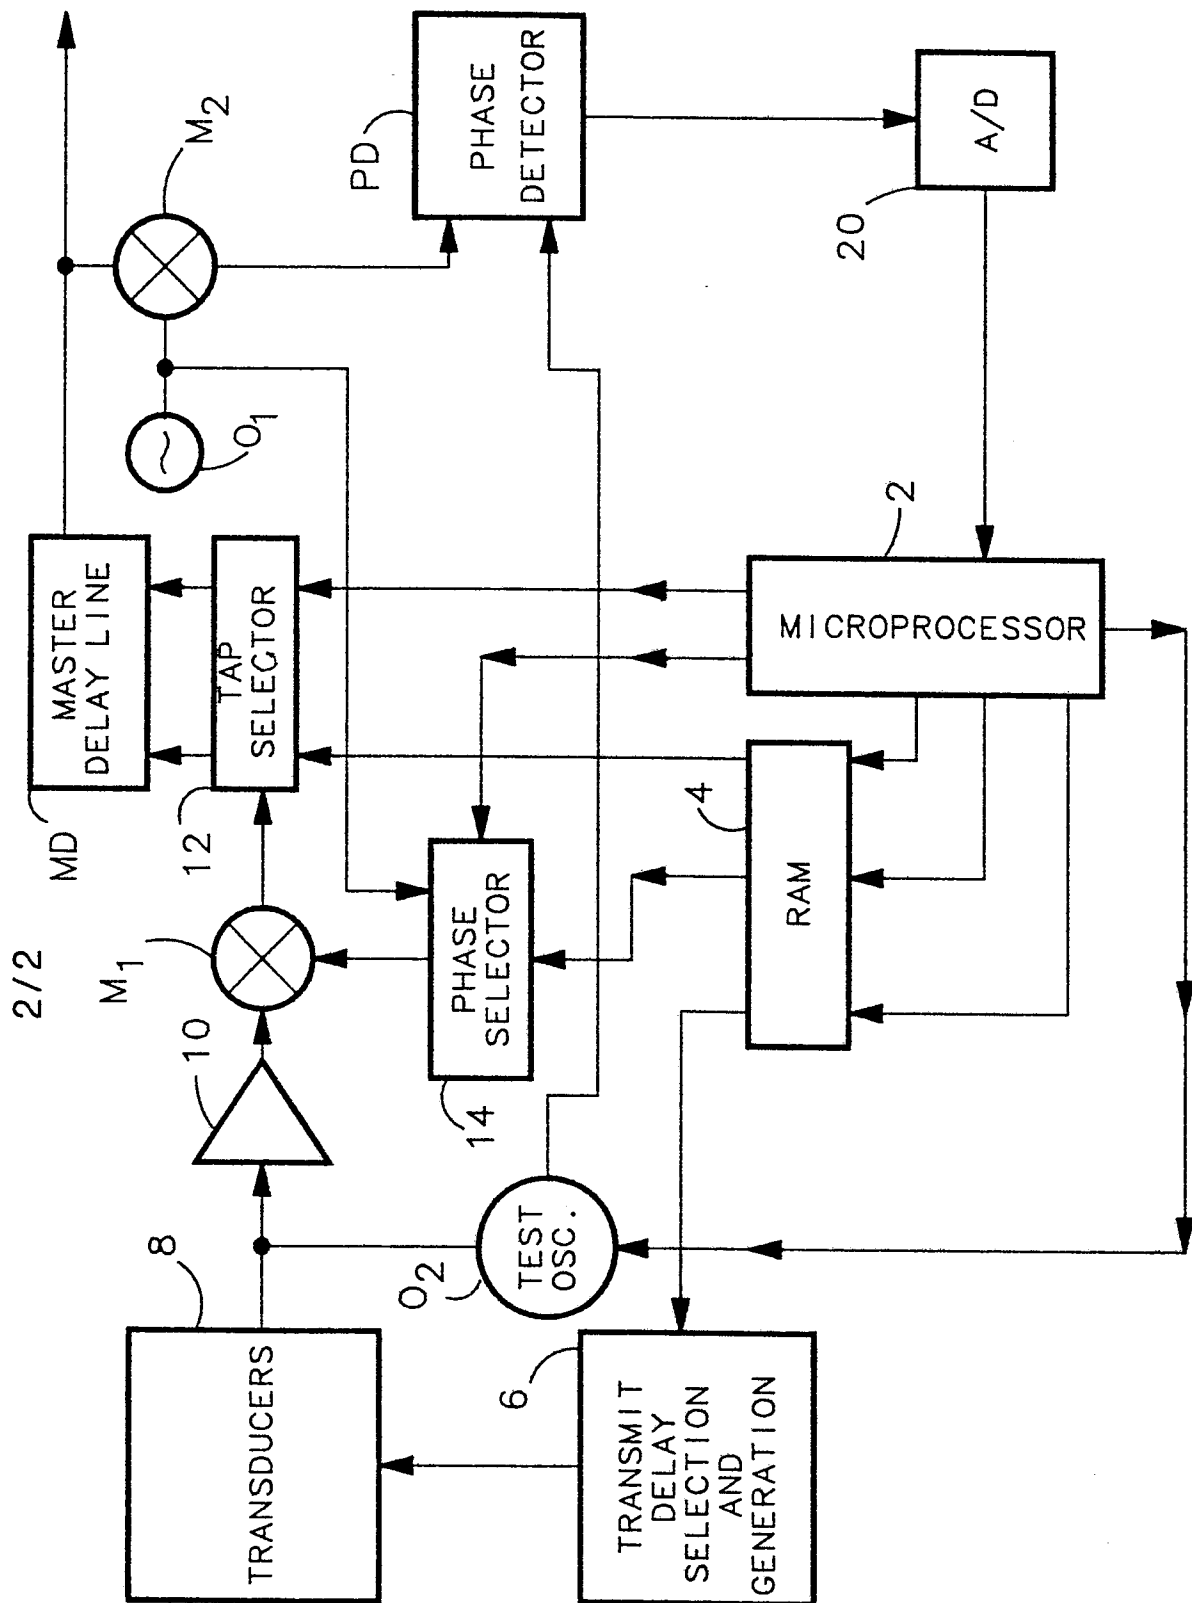 2/2
TRANSDUCERS
8
10
M1
12
MD
MASTER
DELAY LINE
TAP
SELECTOR
O1
M2
TRANSMIT
DELAY
SELECTION
AND
GENERATION
6
TEST
OSC.
O2
PHASE
SELECTOR
14
PD
PHASE
DETECTOR
RAM
4
MICROPROCESSOR
2
A/D
20